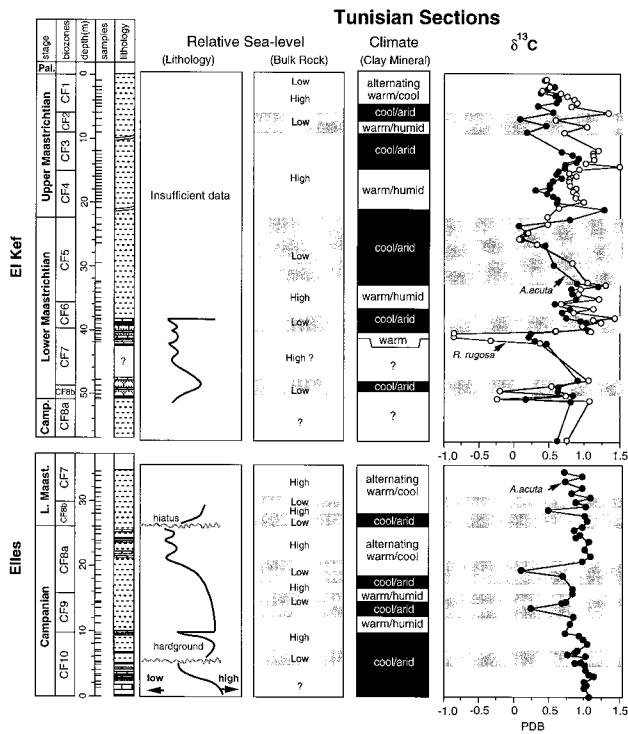 Tunisian Sections
stage
biozones
depth(m)
samples
lithology
Relative Sea-level
(Lithology)
(Bulk Rock)
Climate
(Clay Mineral)
δ13C
El Kef
Pal.
Upper Maastrichtian
Lower Maastrichtian
Camp.
CF1
CF2
CF3
CF4
CF5
CF6
CF7
CF8b
CF8a
0
10
20
30
40
50
?
Insufficient data
Low
High
Low
High
Low
High
Low
High ?
Low
?
alternating
warm/cool
cool/arid
warm/humid
cool/arid
warm/humid
cool/arid
warm/humid
cool/arid
warm
?
cool/arid
?
A.acuta
R. rugosa
-1.0 -0.5 0 0.5 1.0 1.5
Elles
L. Maast.
Campanian
CF7
CF8b
CF8a
CF9
CF10
30
20
10
0
hiatus
hardground
low
high
High
Low
High
Low
High
Low
High
Low
High
Low
?
alternating
warm/cool
cool/arid
alternating
warm/cool
cool/arid
warm/humid
cool/arid
warm/humid
cool/arid
A.acuta
-1.0 -0.5 0 0.5 1.0 1.5
PDB